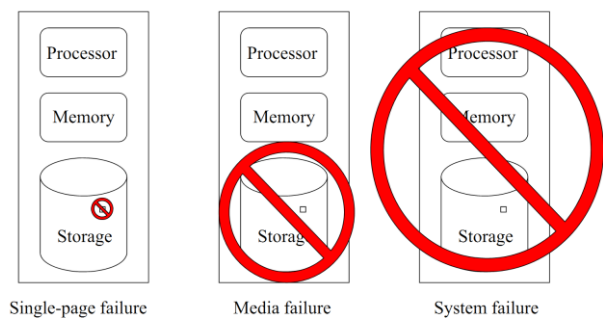 Processor
Memory
Storage
Single-page failure
Processor
Memory
Storage
Media failure
Processor
Memory
Storage
System failure